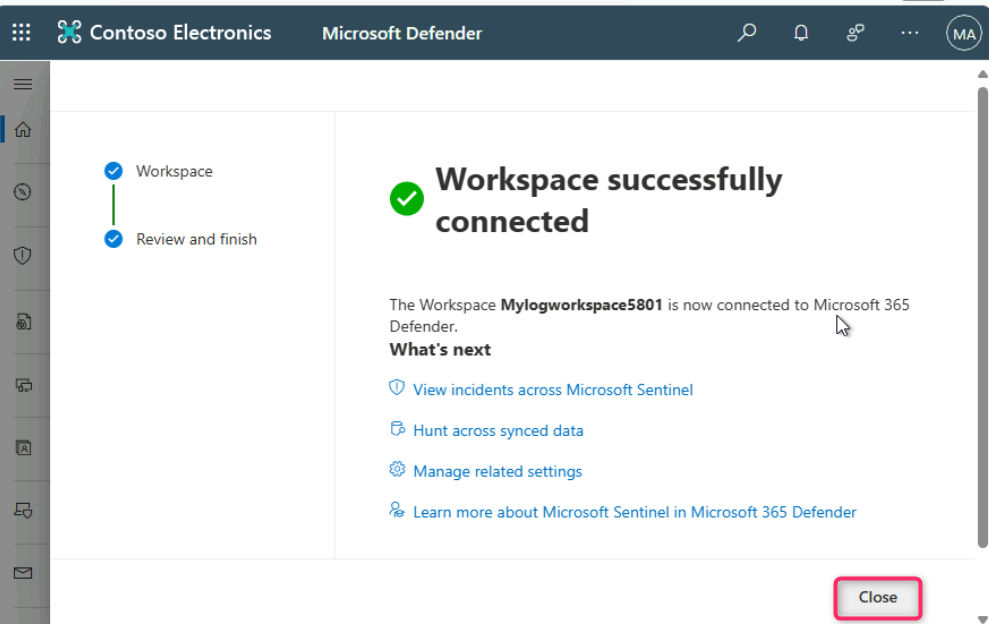 Contoso Electronics
Microsoft Defender
MA
Workspace
Review and finish
Workspace successfully
connected
The Workspace Mylogworkspace5801 is now connected to Microsoft 365
Defender.
What's next
View incidents across Microsoft Sentinel
Hunt across synced data
Manage related settings
Learn more about Microsoft Sentinel in Microsoft 365 Defender
Close